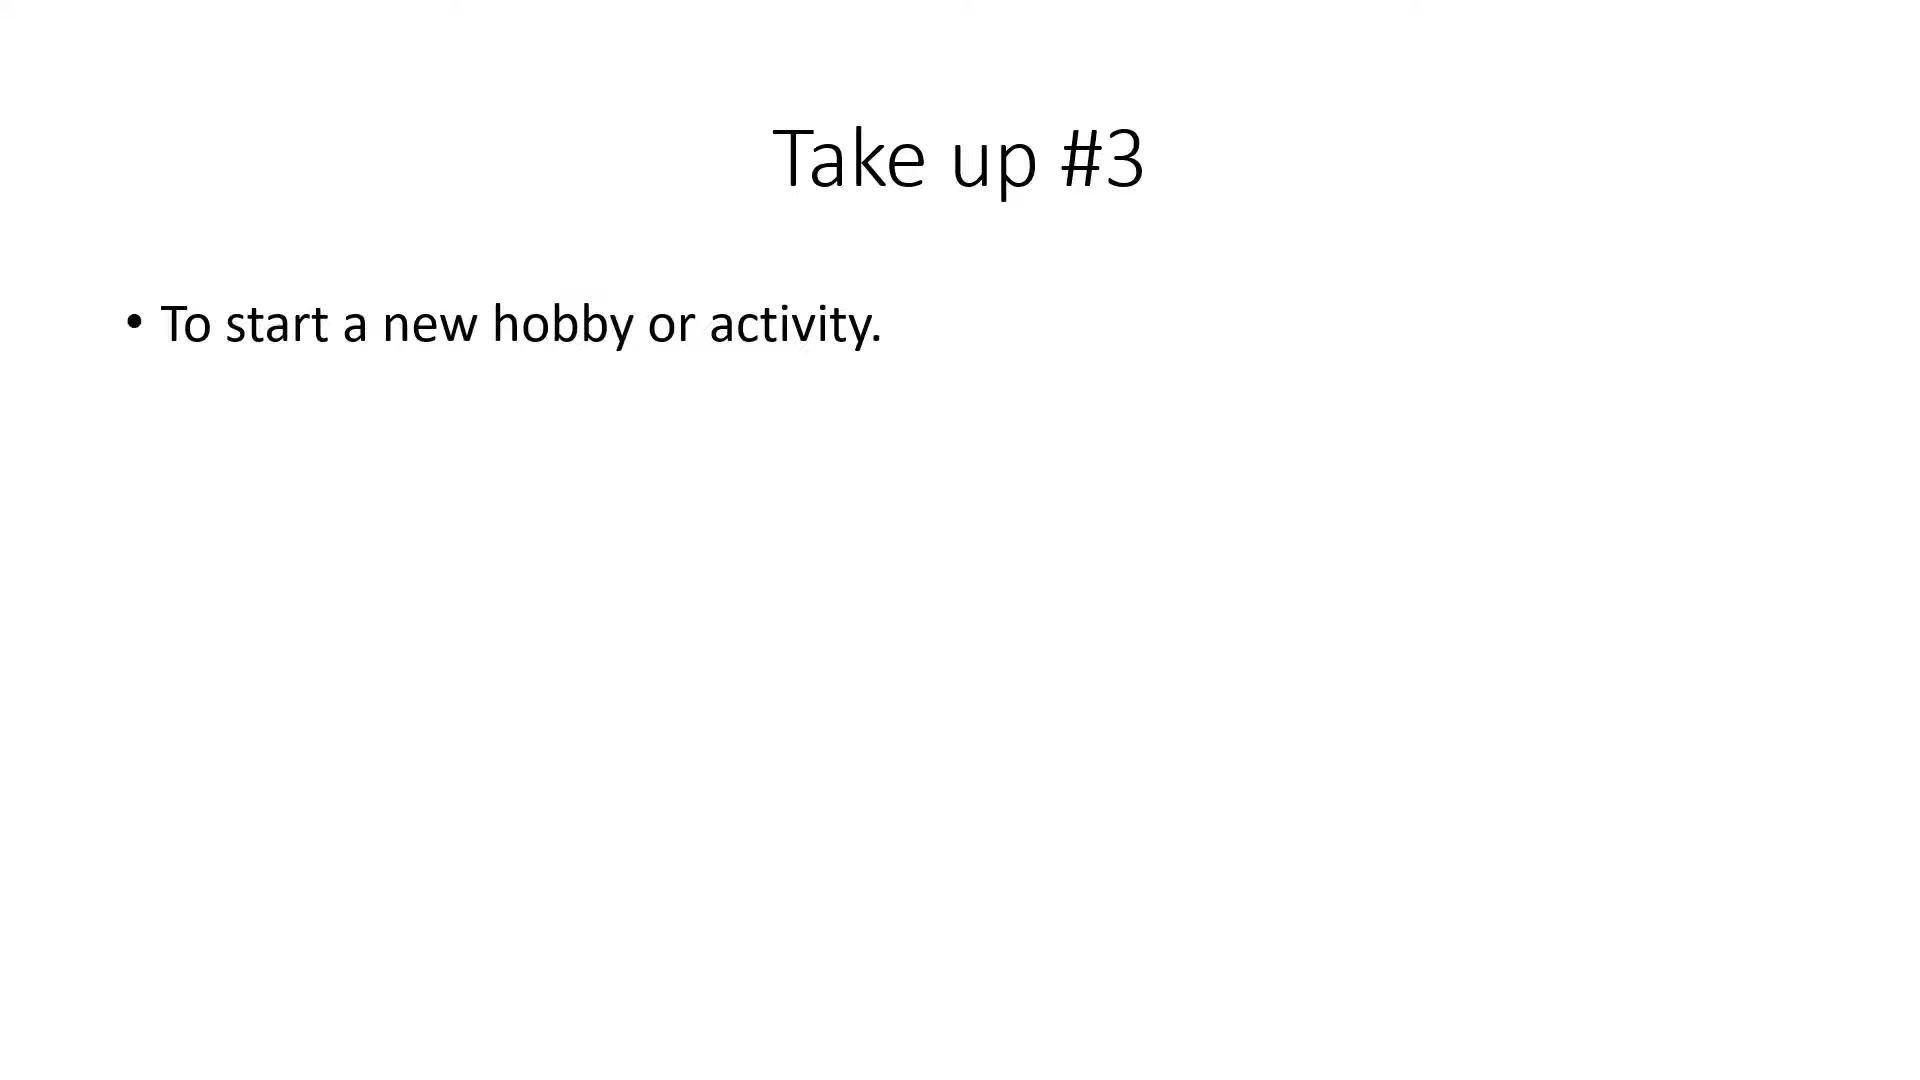 Take up #3
• To start a new hobby or activity.